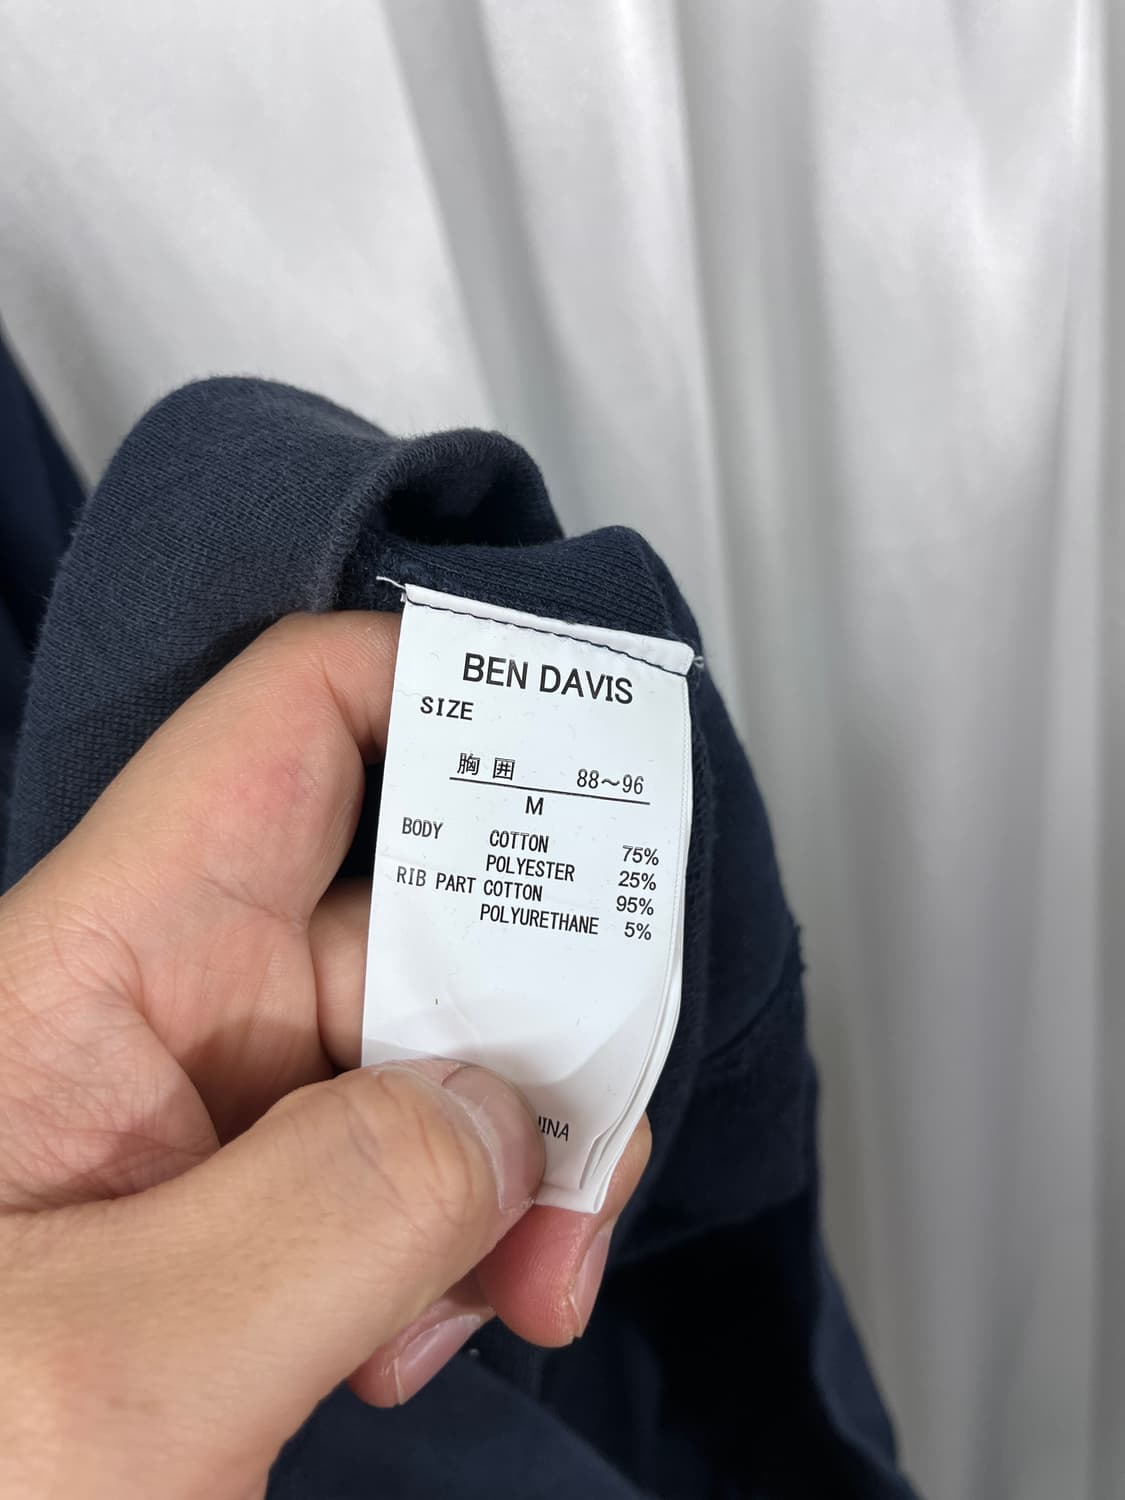 BEN DAVIS
SIZE
胸囲 88〜96
M
BODY COTTON 75%
POLYESTER 25%
RIB PART COTTON 95%
POLYURETHANE 5%